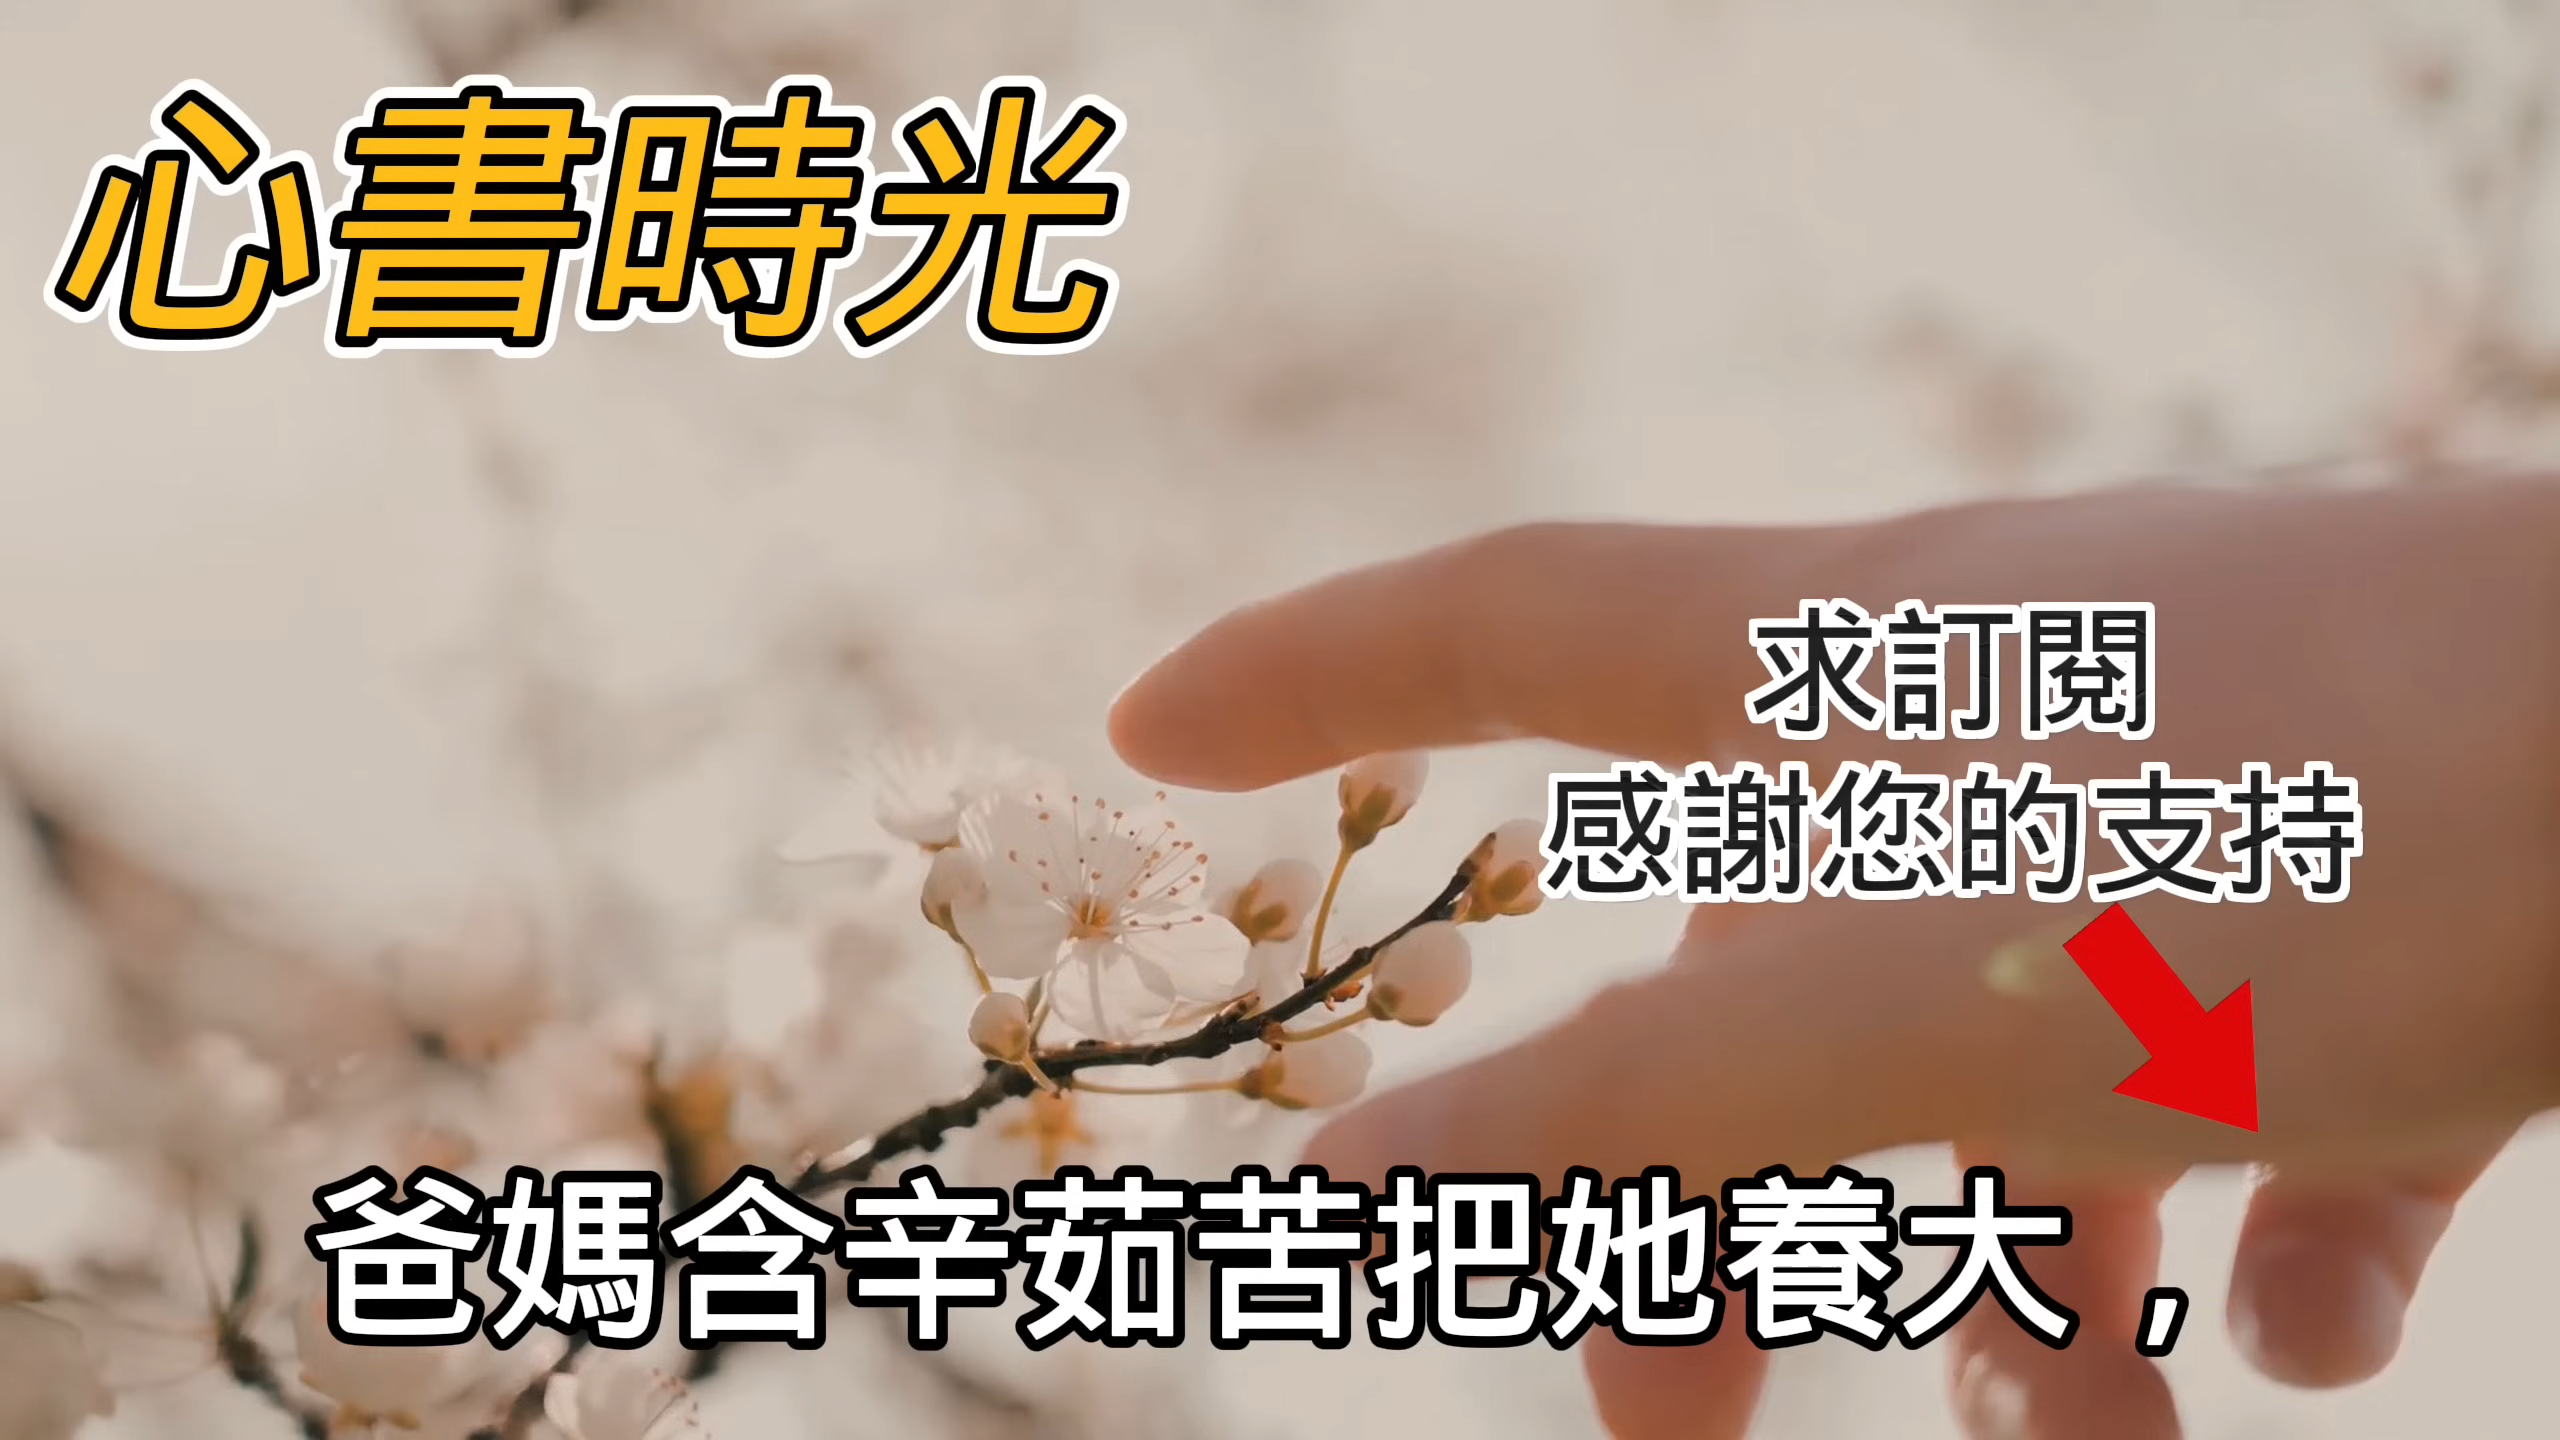 心書時光
求訂閱
感謝您的支持
爸媽含辛茹苦把她養大，